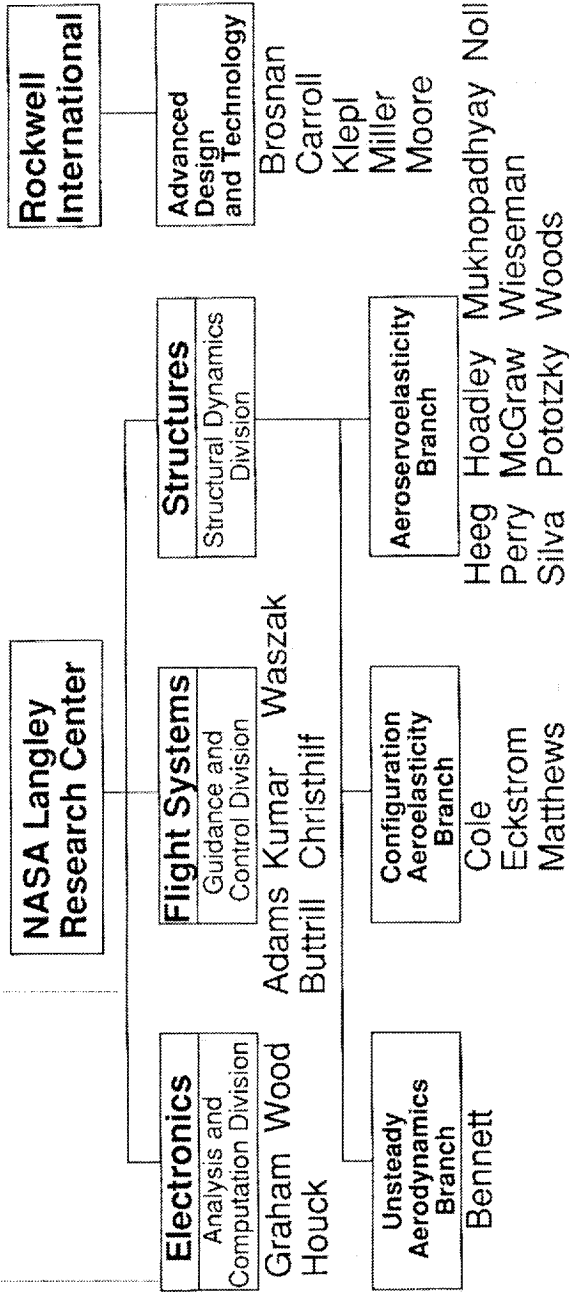 NASA Langley
Research Center
Rockwell
International
Electronics
Analysis and
Computation Division
Graham Wood
Houck
Flight Systems
Guidance and
Control Division
Adams Kumar Waszak
Buttrill Christhilf
Structures
Structural Dynamics
Division
Advanced
Design
and Technology
Brosnan
Carroll
Klepl
Miller
Moore
Unsteady
Aerodynamics
Branch
Bennett
Configuration
Aeroelasticity
Branch
Cole
Eckstrom
Matthews
Aeroservoelasticity
Branch
Heeg Hoadley Mukhopadhyay Noll
Perry McGraw Wieseman
Silva Pototzky Woods